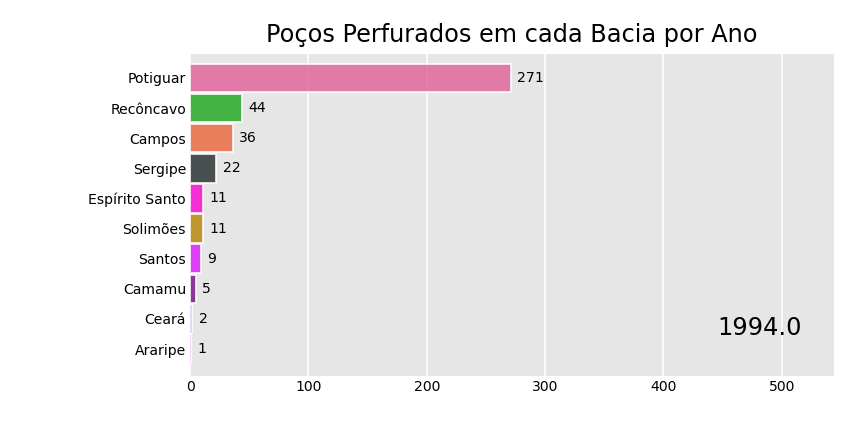 Poços Perfurados em cada Bacia por Ano
Potiguar 271
Recôncavo 44
Campos 36
Sergipe 22
Espírito Santo 11
Solimões 11
Santos 9
Camamu 5
Ceará 2
Araripe 1
1994.0
0 100 200 300 400 500